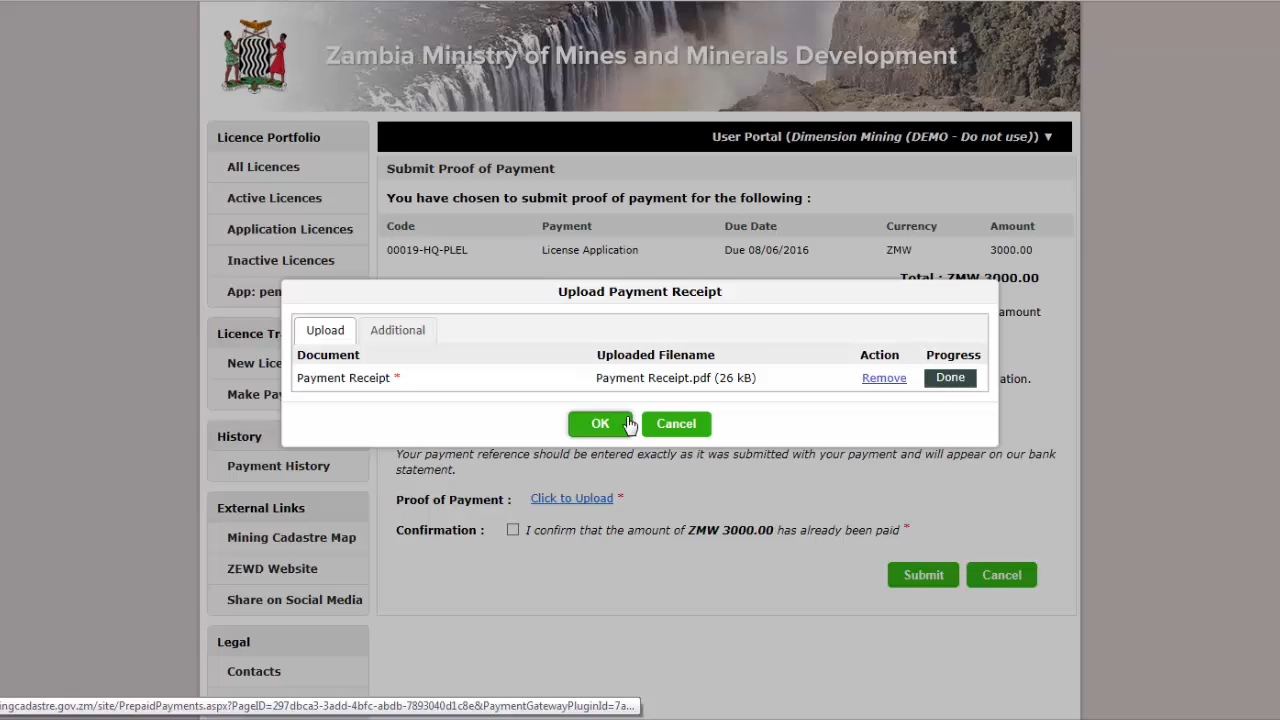 Zambia Ministry of Mines and Minerals Development
Licence Portfolio
All Licences
Active Licences
Application Licences
Inactive Licences
App: pen
Licence Tr
New Lice
Make Pay
History
Payment History
External Links
Mining Cadastre Map
ZEWD Website
Share on Social Media
Legal
Contacts
User Portal (Dimension Mining (DEMO - Do not use)) ▼
Submit Proof of Payment
You have chosen to submit proof of payment for the following :
Code Payment Due Date Currency Amount
00019-HQ-PLEL License Application Due 08/06/2016 ZMW 3000.00
Total : ZMW 3000.00
amount
ation.
Upload Payment Receipt
Upload Additional
Document Uploaded Filename Action Progress
Payment Receipt * Payment Receipt.pdf (26 kB) Remove Done
OK Cancel
Your payment reference should be entered exactly as it was submitted with your payment and will appear on our bank
statement.
Proof of Payment : Click to Upload *
Confirmation : I confirm that the amount of ZMW 3000.00 has already been paid *
Submit Cancel
ngcadastre.gov.zm/site/PrepaidPayments.aspx?PageID=297dbca3-3add-4bfc-abdb-7893040d1c8e&PaymentGatewayPluginId=7a...